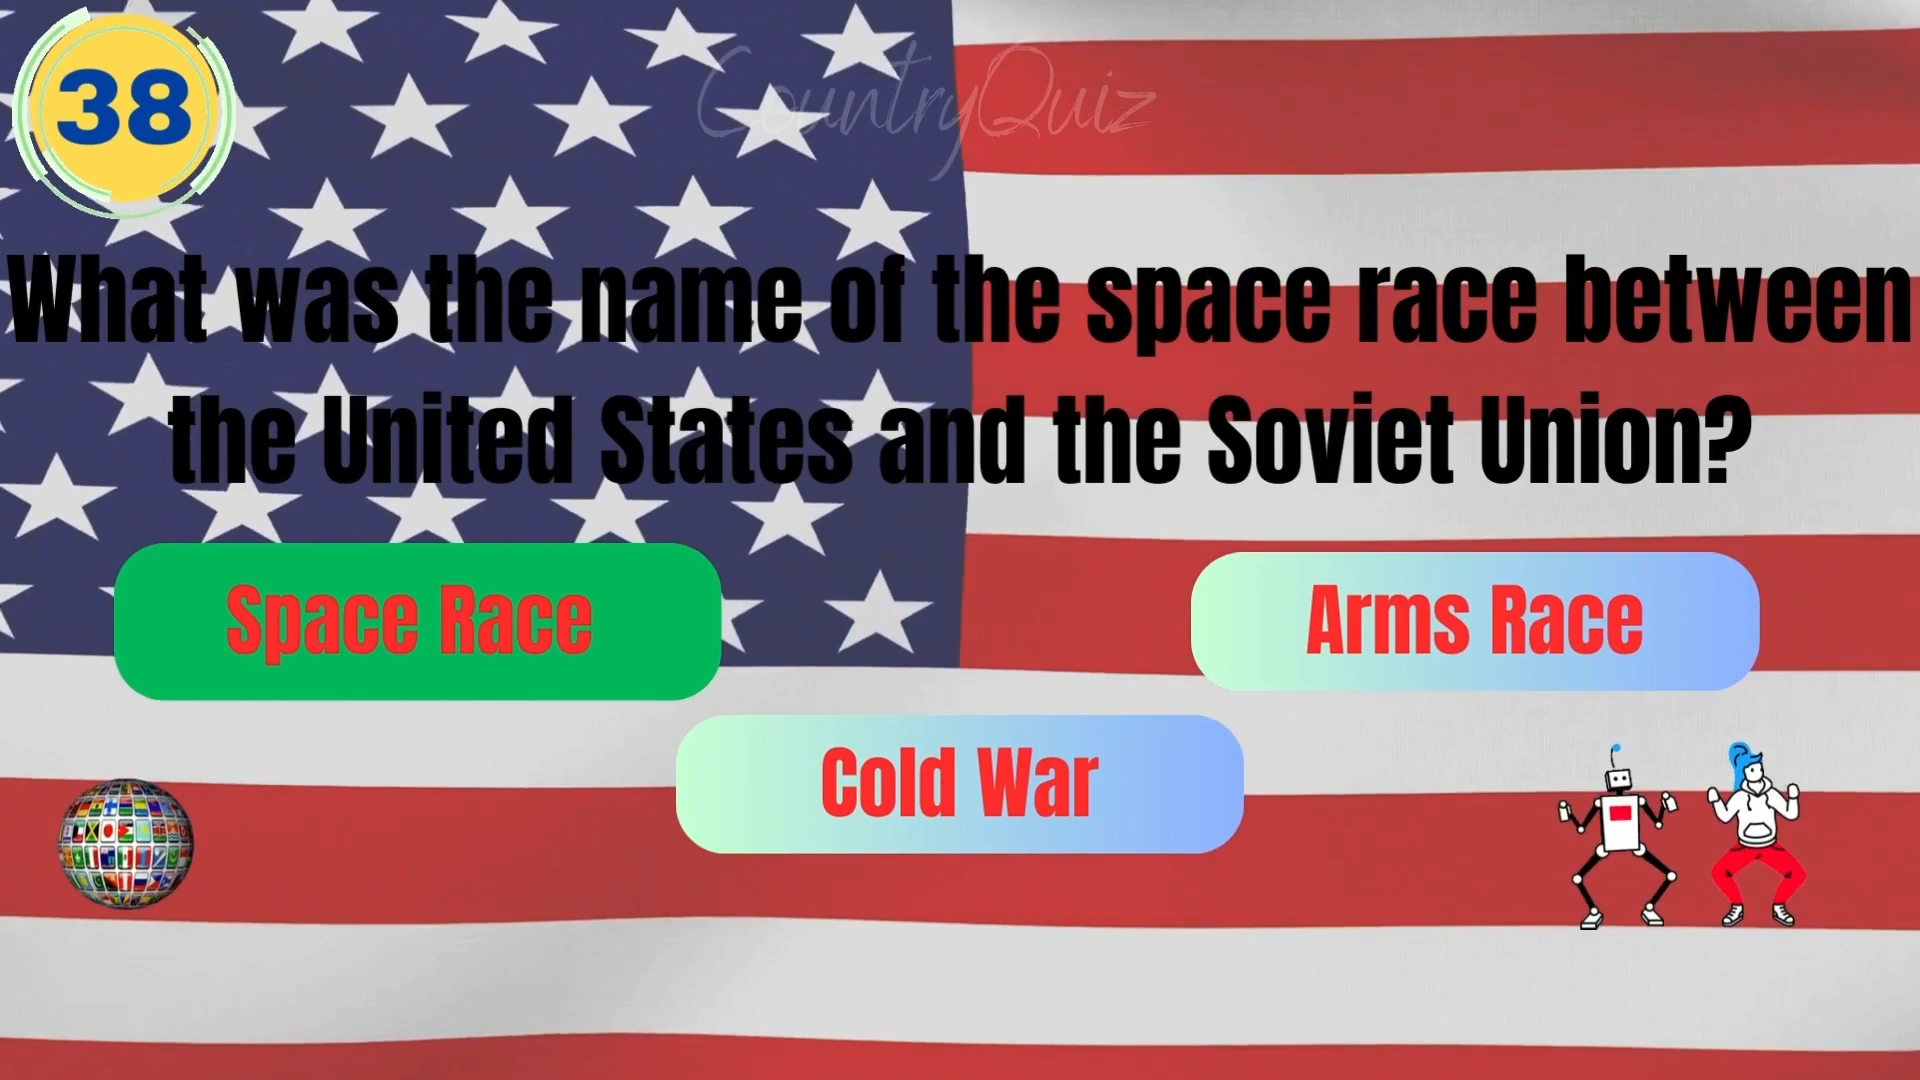 38
CountryQuiz
What was the name of the space race between
the United States and the Soviet Union?
Space Race
Arms Race
Cold War